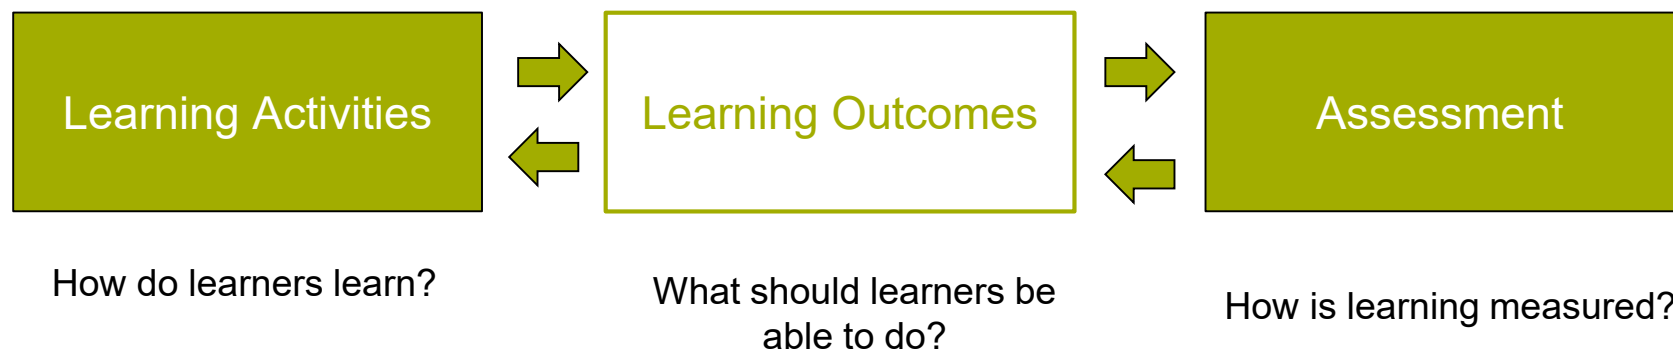 Learning Activities
Learning Outcomes
Assessment
How do learners learn?
What should learners be
able to do?
How is learning measured?